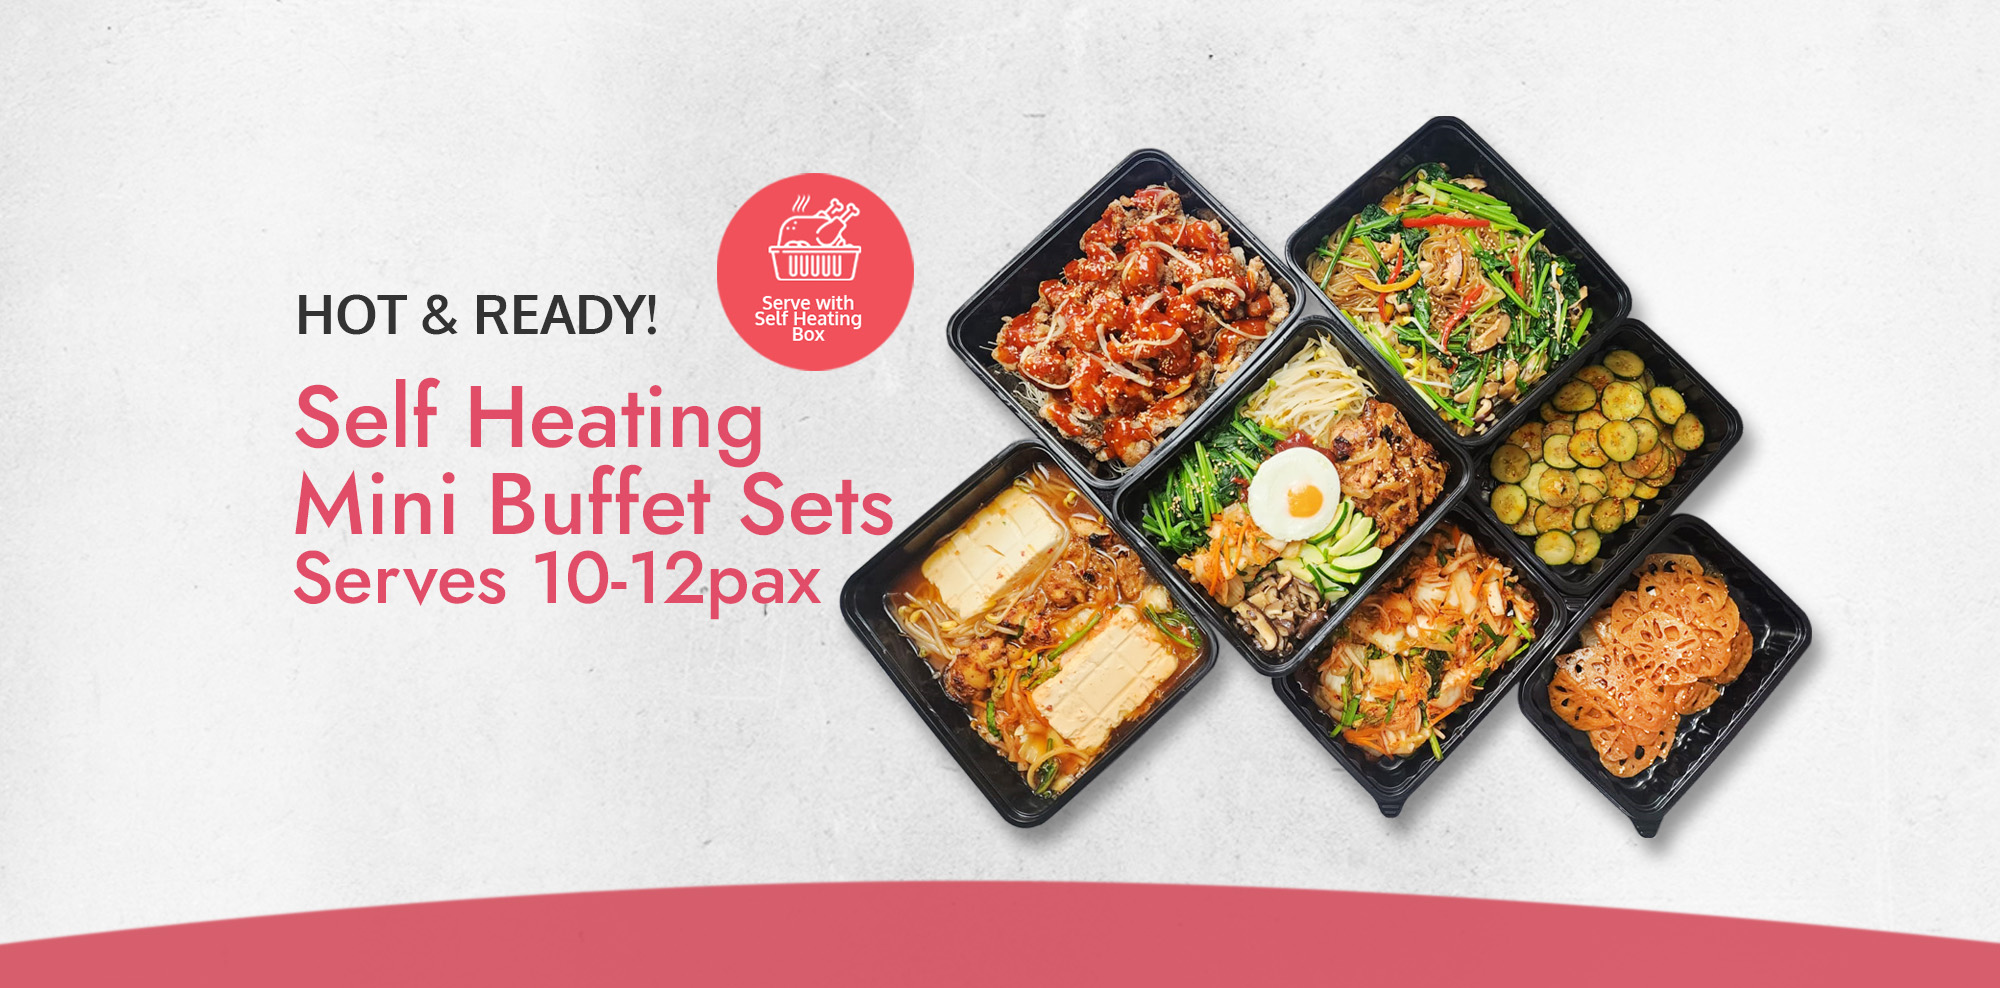 HOT & READY!
Serve with
Self Heating
Box
Self Heating
Mini Buffet Sets
Serves 10-12pax